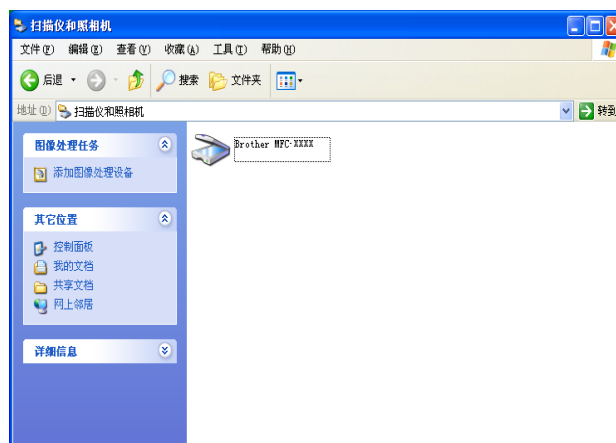 扫描仪和照相机
文件(F) 编辑(E) 查看(V) 收藏(A) 工具(T) 帮助(H)
后退 搜索 文件夹
地址(D) 扫描仪和照相机 转到
图像处理任务
添加图像处理设备
其它位置
控制面板
我的文档
共享文档
网上邻居
详细信息
Brother MFC-XXXX